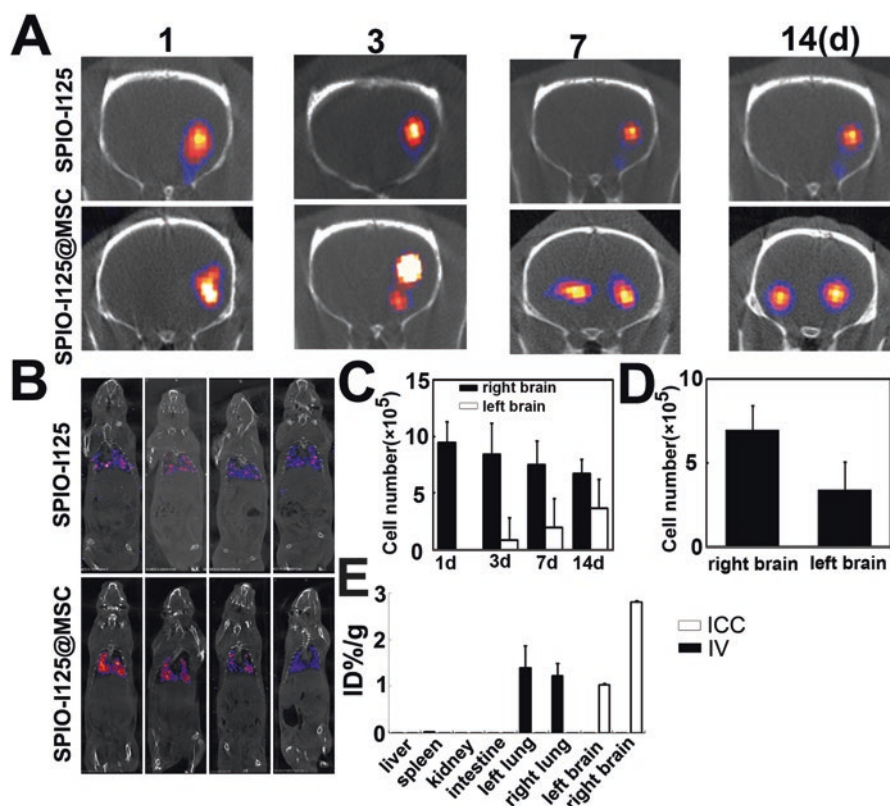 A
1 3 7 14(d)
SPIO-I125
SPIO-I125@MSC
B
SPIO-I125
SPIO-I125@MSC
C
15
10
5
0
Cell number(×10⁵)
right brain
left brain
1d 3d 7d 14d
D
10
5
0
Cell number(×10⁵)
right brain left brain
E
3
2
1
0
ID%/g
liver
spleen
kidney
intestine
left lung
right lung
left brain
right brain
ICC
IV